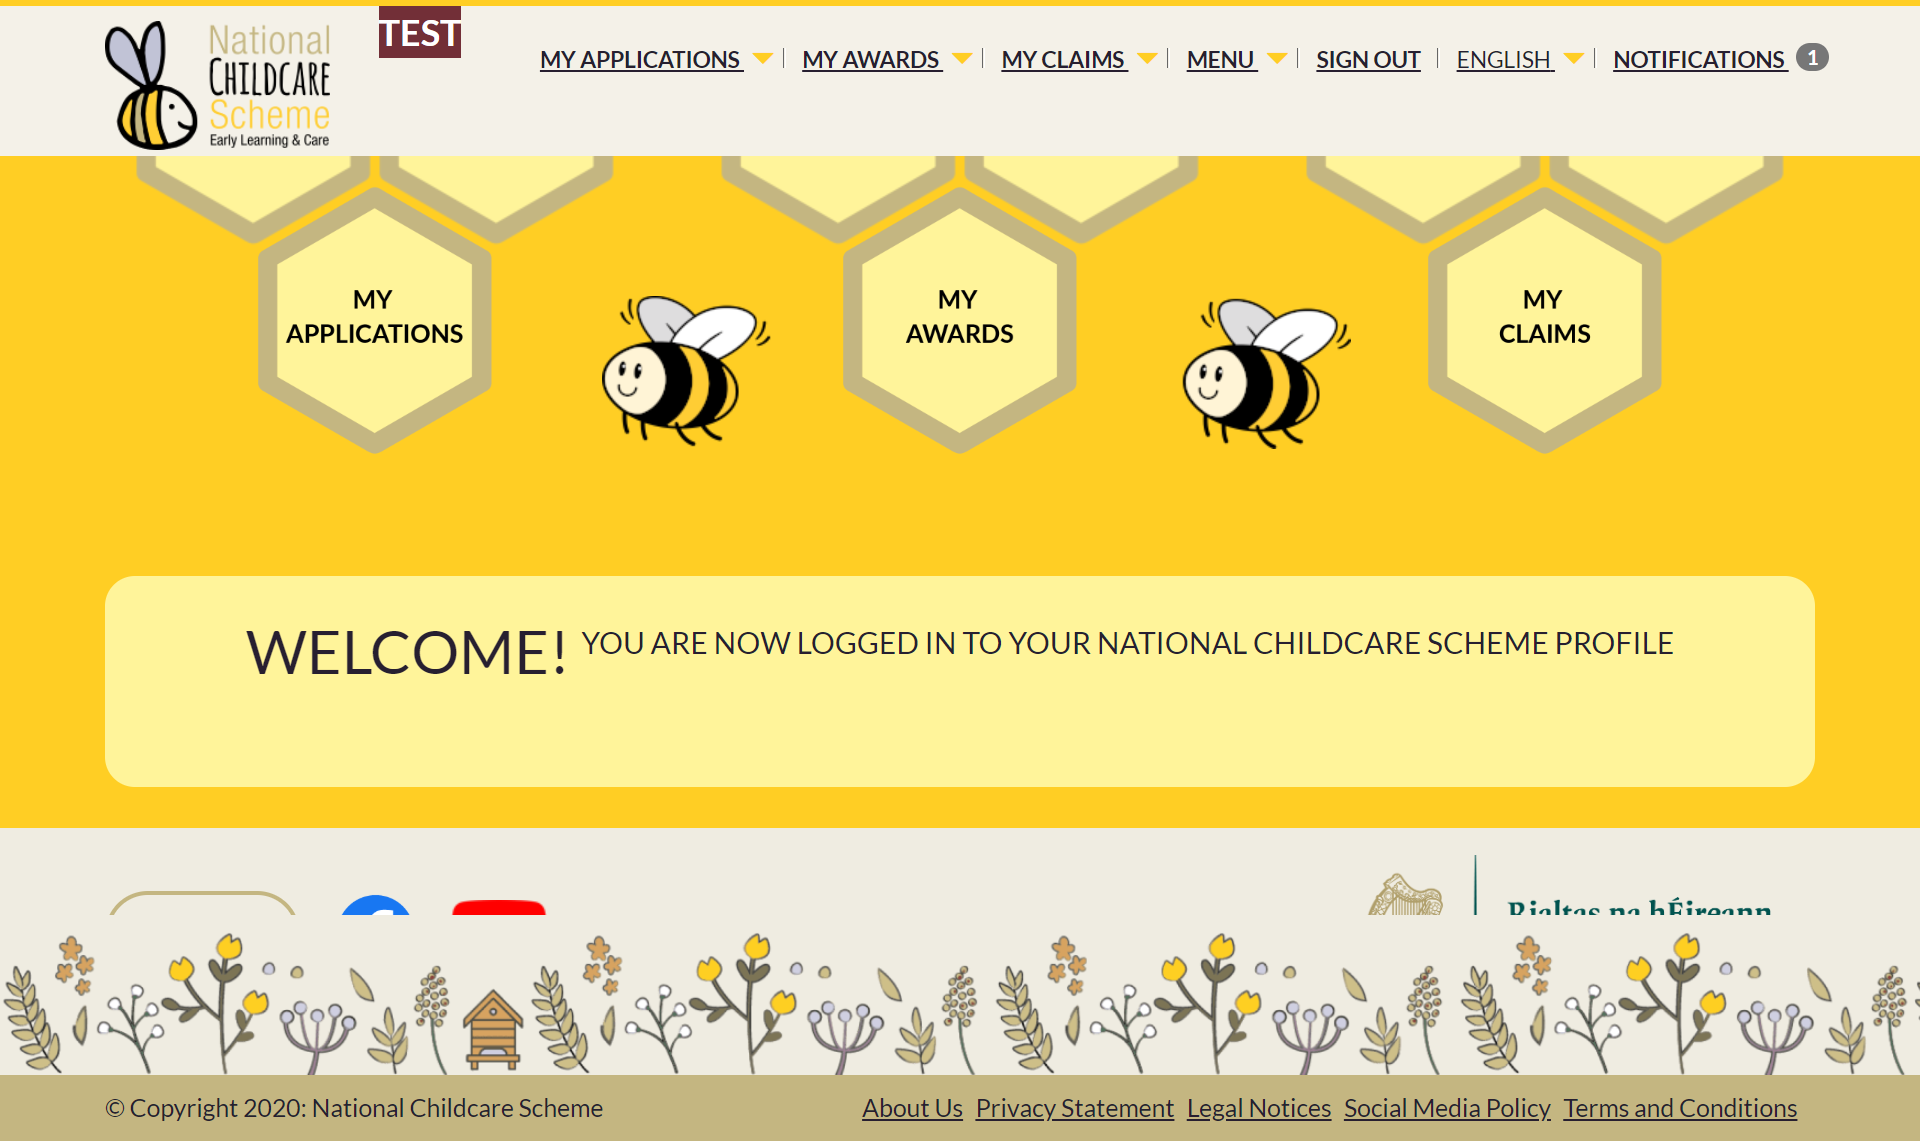 National
CHILDCARE
Scheme
Early Learning & Care
TEST
MY APPLICATIONS MY AWARDS MY CLAIMS MENU SIGN OUT ENGLISH NOTIFICATIONS 1
MY
APPLICATIONS
MY
AWARDS
MY
CLAIMS
WELCOME! YOU ARE NOW LOGGED IN TO YOUR NATIONAL CHILDCARE SCHEME PROFILE
Rialtas na hÉireann
© Copyright 2020: National Childcare Scheme
About Us Privacy Statement Legal Notices Social Media Policy Terms and Conditions